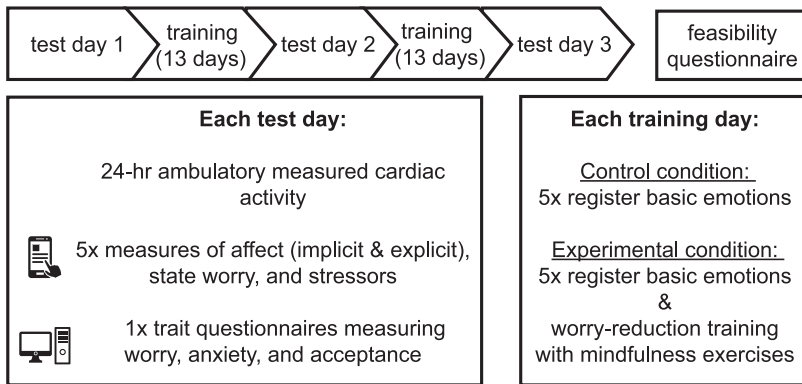 test day 1
training
(13 days)
test day 2
training
(13 days)
test day 3
feasibility
questionnaire
Each test day:
24-hr ambulatory measured cardiac
activity
5x measures of affect (implicit & explicit),
state worry, and stressors
1x trait questionnaires measuring
worry, anxiety, and acceptance
Each training day:
Control condition:
5x register basic emotions
Experimental condition:
5x register basic emotions
&
worry-reduction training
with mindfulness exercises